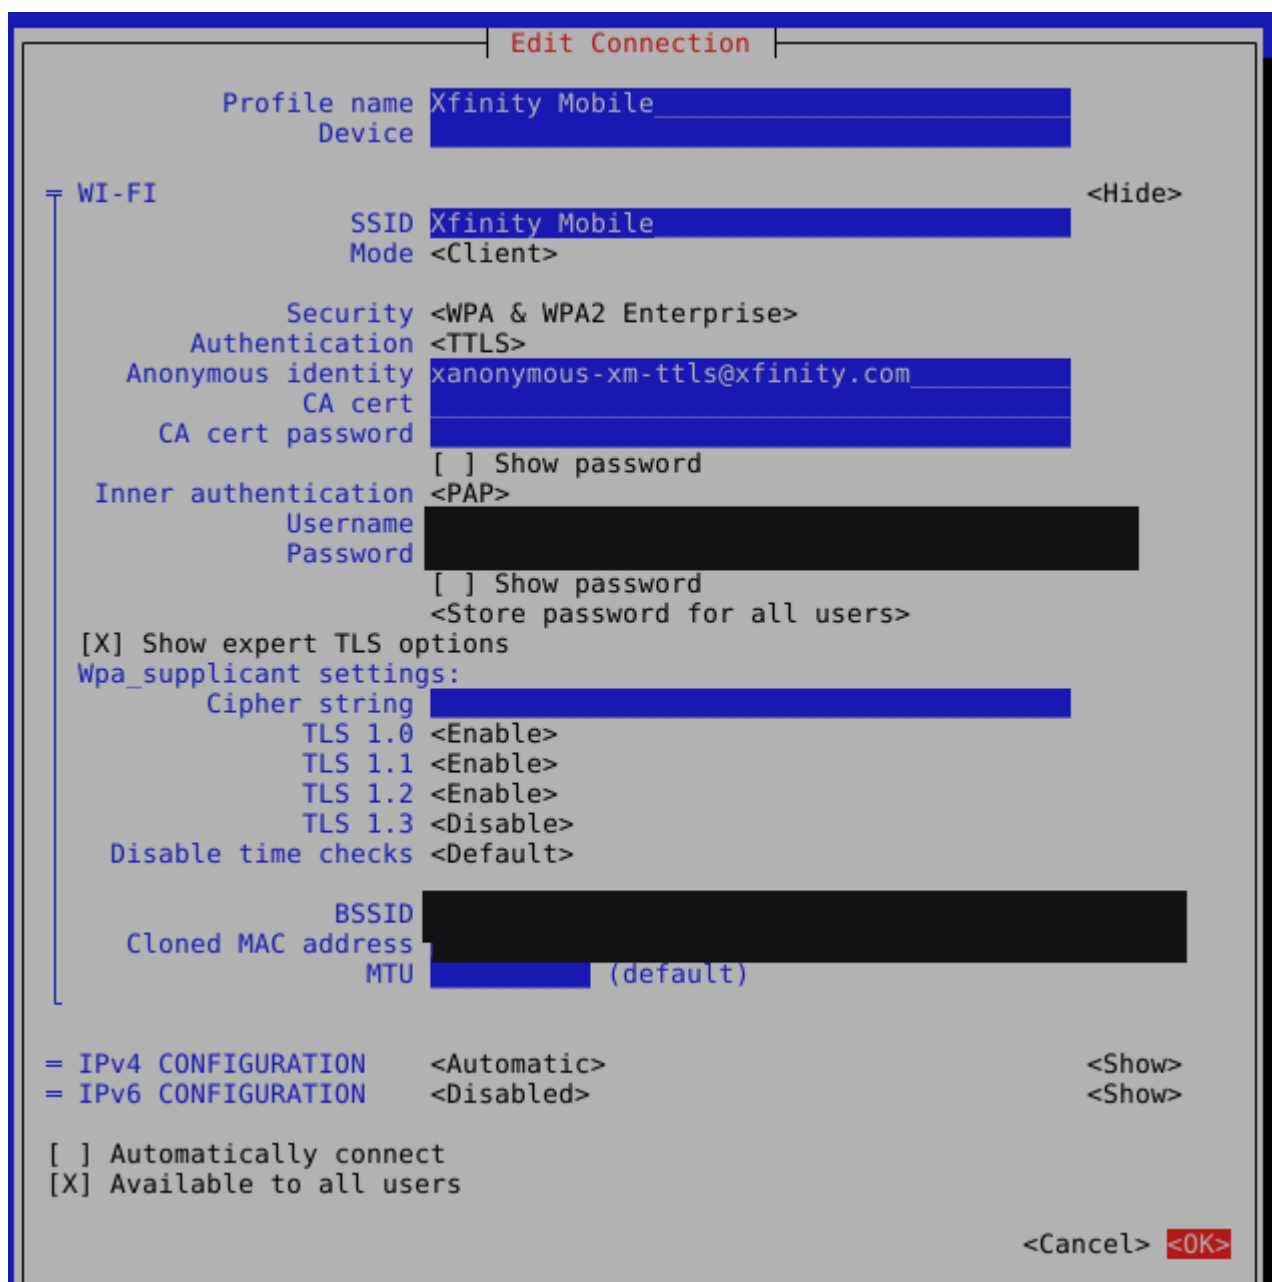 Edit Connection
Profile name Xfinity Mobile
Device
WI-FI <Hide>
SSID Xfinity Mobile
Mode <Client>
Security <WPA & WPA2 Enterprise>
Authentication <TTLS>
Anonymous identity xanonymous-xm-ttls@xfinity.com
CA cert
CA cert password
[ ] Show password
Inner authentication <PAP>
Username
Password
[ ] Show password
<Store password for all users>
[X] Show expert TLS options
Wpa_supplicant settings:
Cipher string
TLS 1.0 <Enable>
TLS 1.1 <Enable>
TLS 1.2 <Enable>
TLS 1.3 <Disable>
Disable time checks <Default>
BSSID
Cloned MAC address
MTU (default)
= IPv4 CONFIGURATION <Automatic> <Show>
= IPv6 CONFIGURATION <Disabled> <Show>
[ ] Automatically connect
[X] Available to all users
<Cancel> <OK>